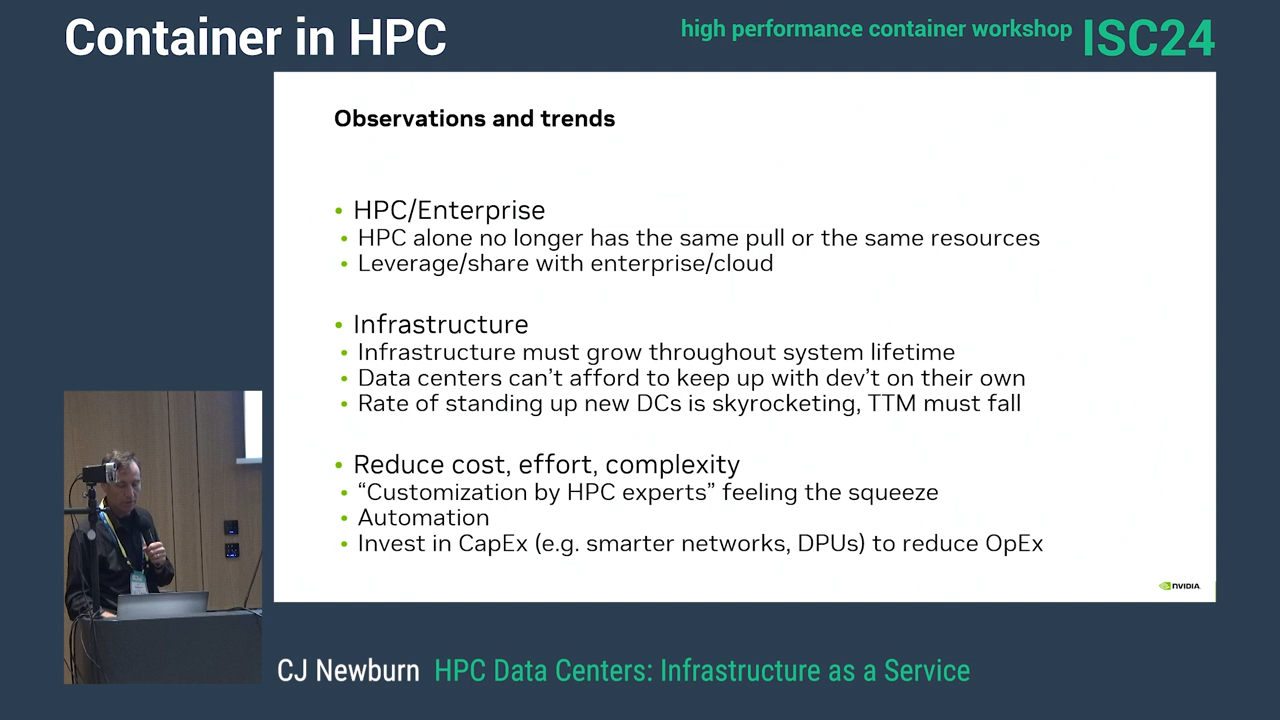 Container in HPC
high performance container workshop ISC24
Observations and trends
• HPC/Enterprise
• HPC alone no longer has the same pull or the same resources
• Leverage/share with enterprise/cloud
• Infrastructure
• Infrastructure must grow throughout system lifetime
• Data centers can’t afford to keep up with dev’t on their own
• Rate of standing up new DCs is skyrocketing, TTM must fall
• Reduce cost, effort, complexity
• “Customization by HPC experts” feeling the squeeze
• Automation
• Invest in CapEx (e.g. smarter networks, DPUs) to reduce OpEx
NVIDIA
CJ Newburn HPC Data Centers: Infrastructure as a Service